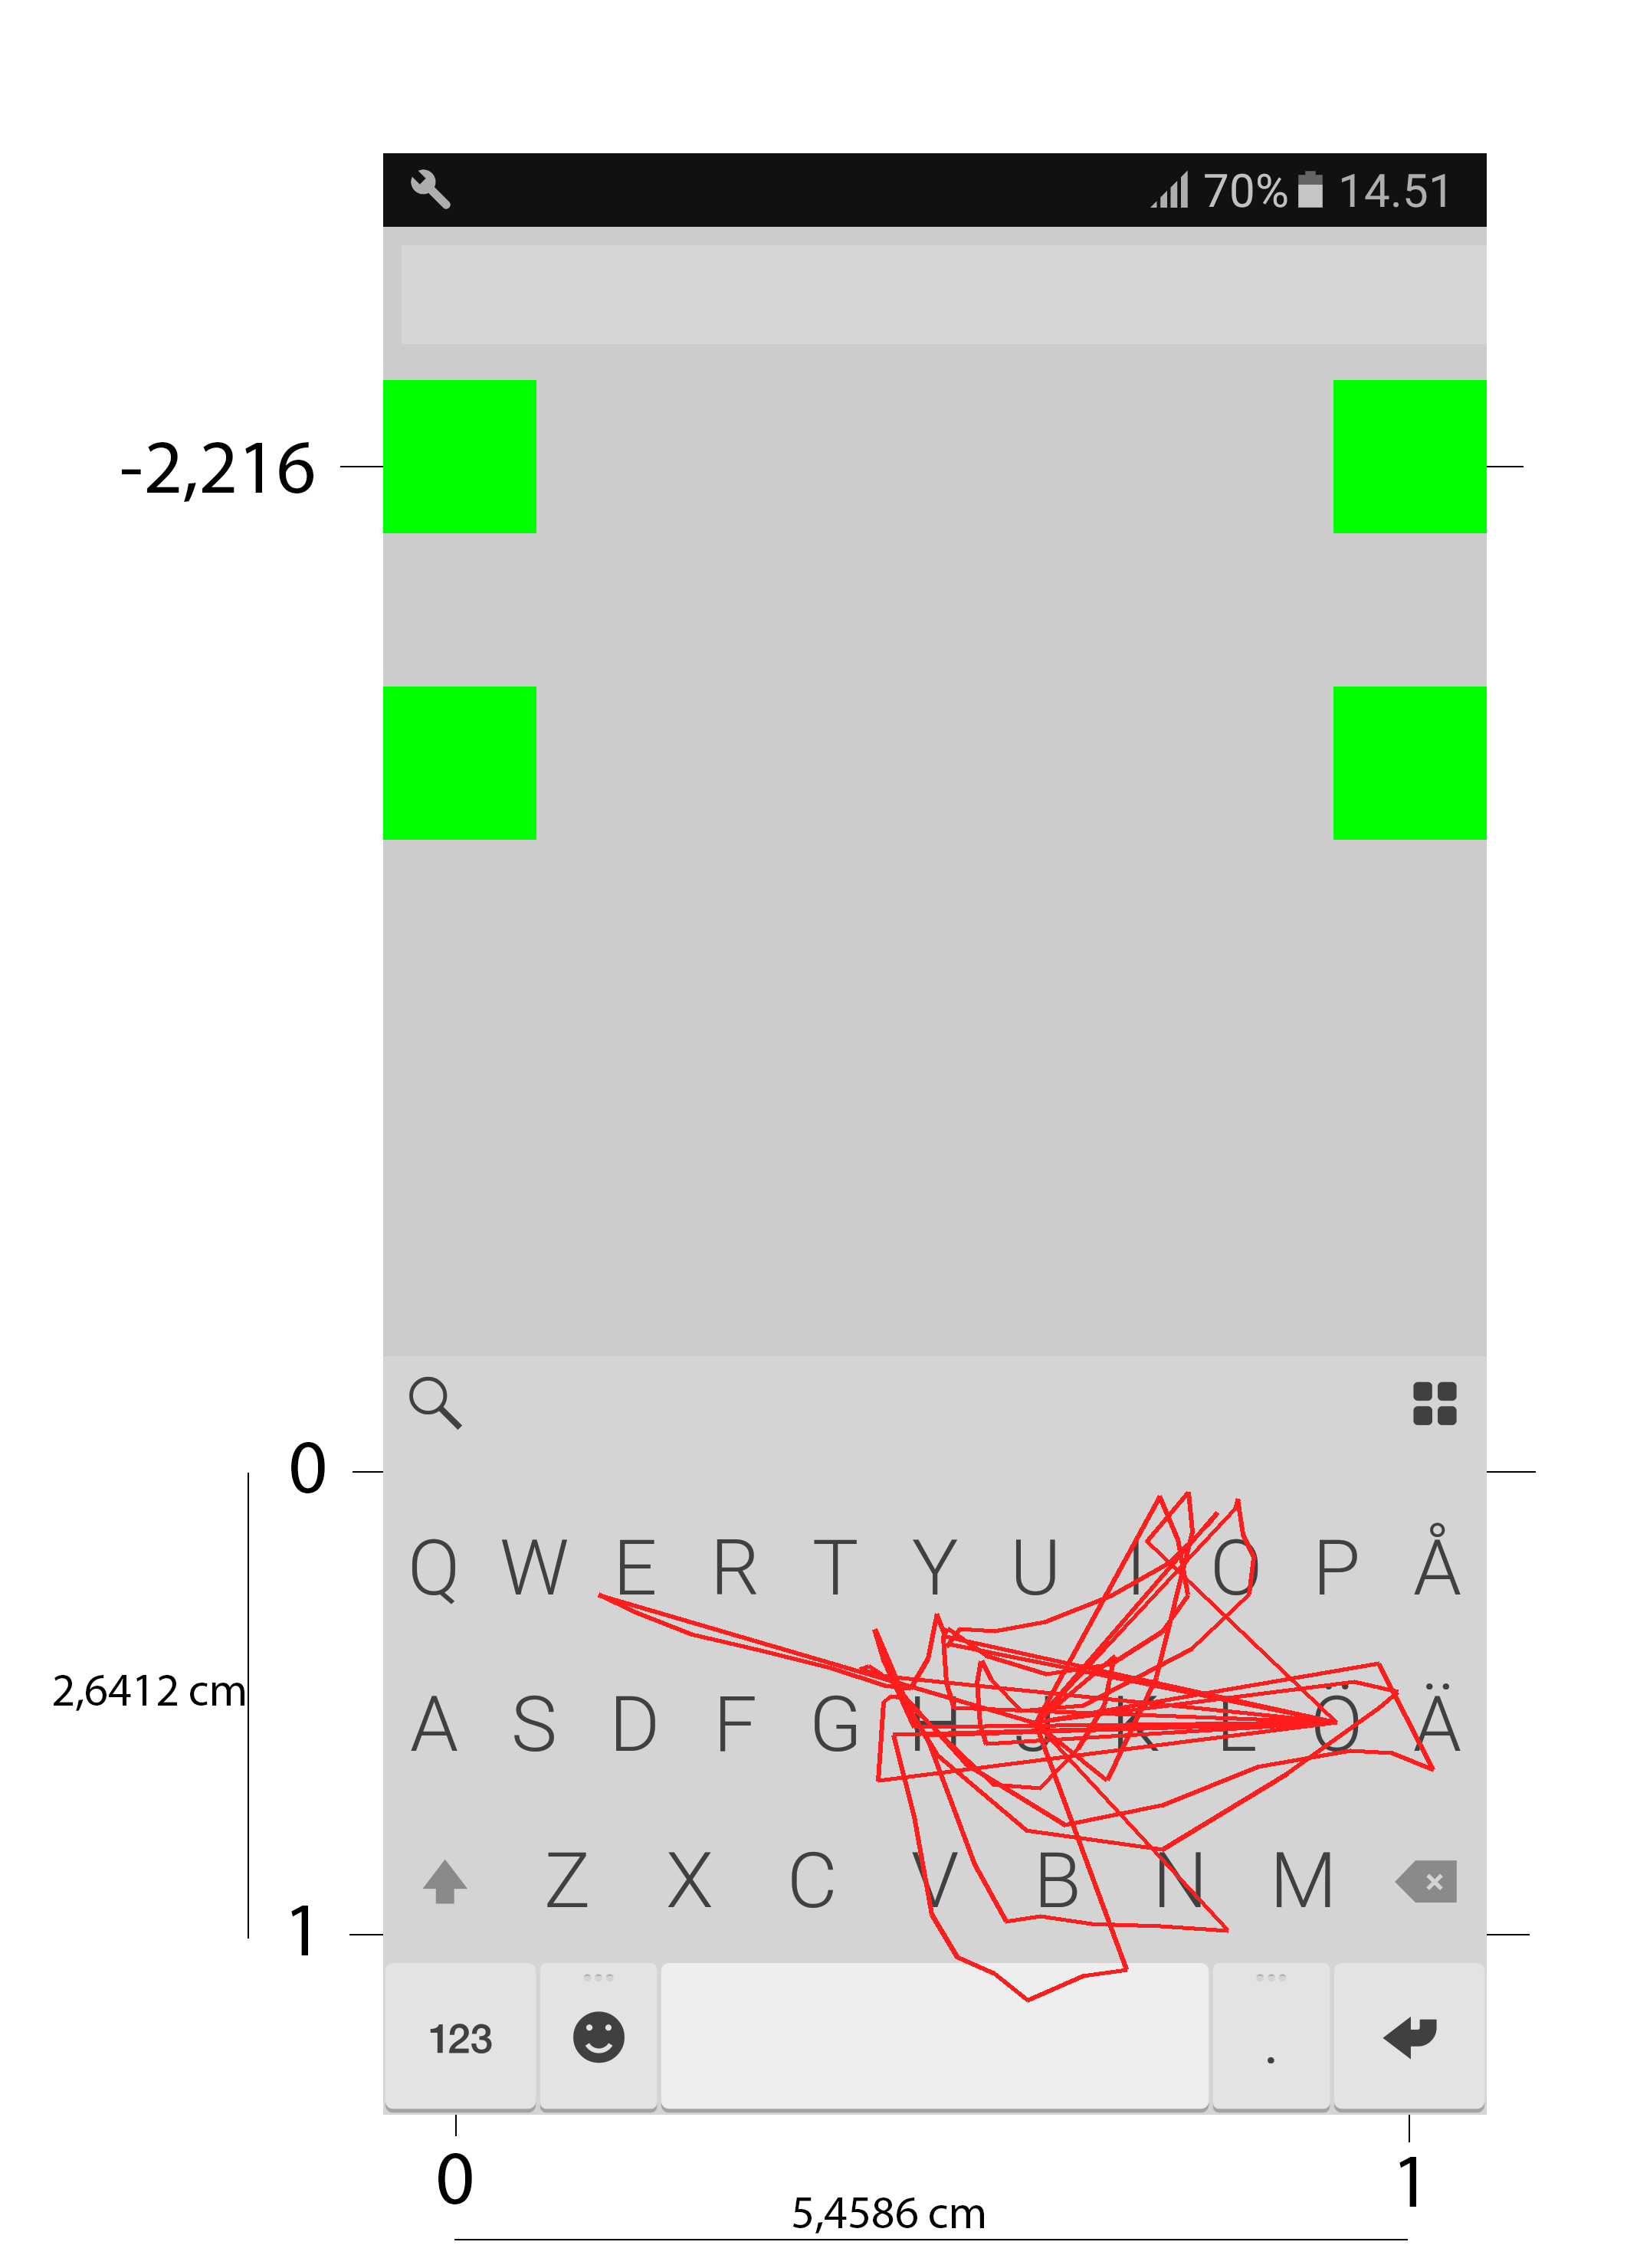 70% 14.51
-2,216
0
Q W E R T Y U I O P Å
2,6412 cm
A S D F G H J K L Ö Ä
Z X C V B N M
1
123 .
0 1
5,4586 cm